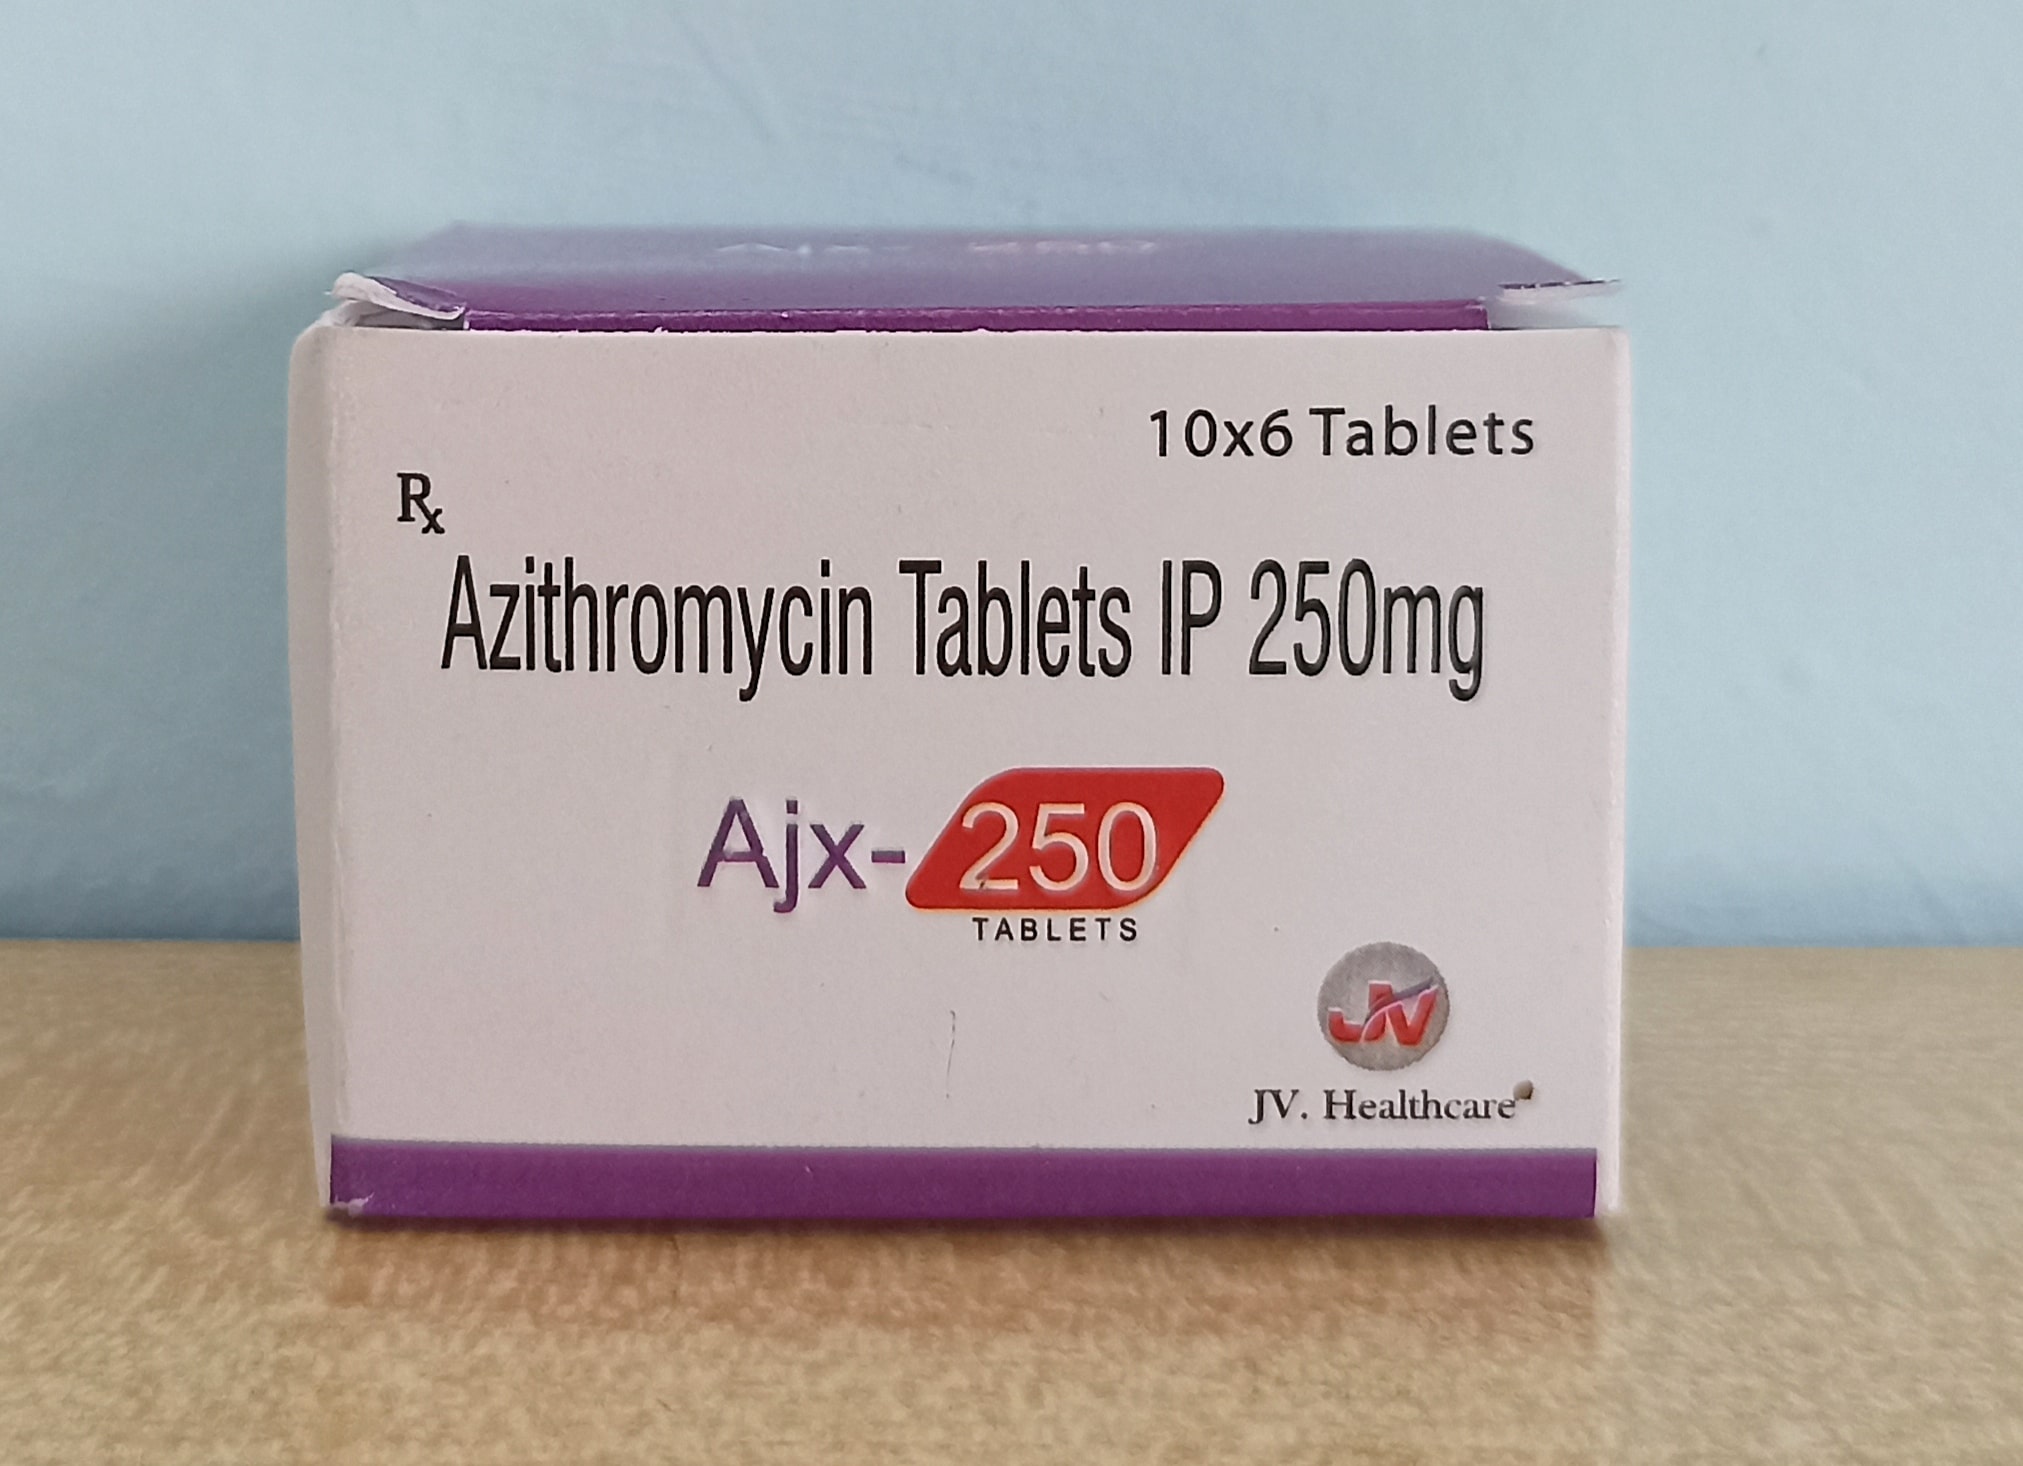 10x6 Tablets
Rx
Azithromycin Tablets IP 250mg
Ajx-250
TABLETS
JV
JV. Healthcare